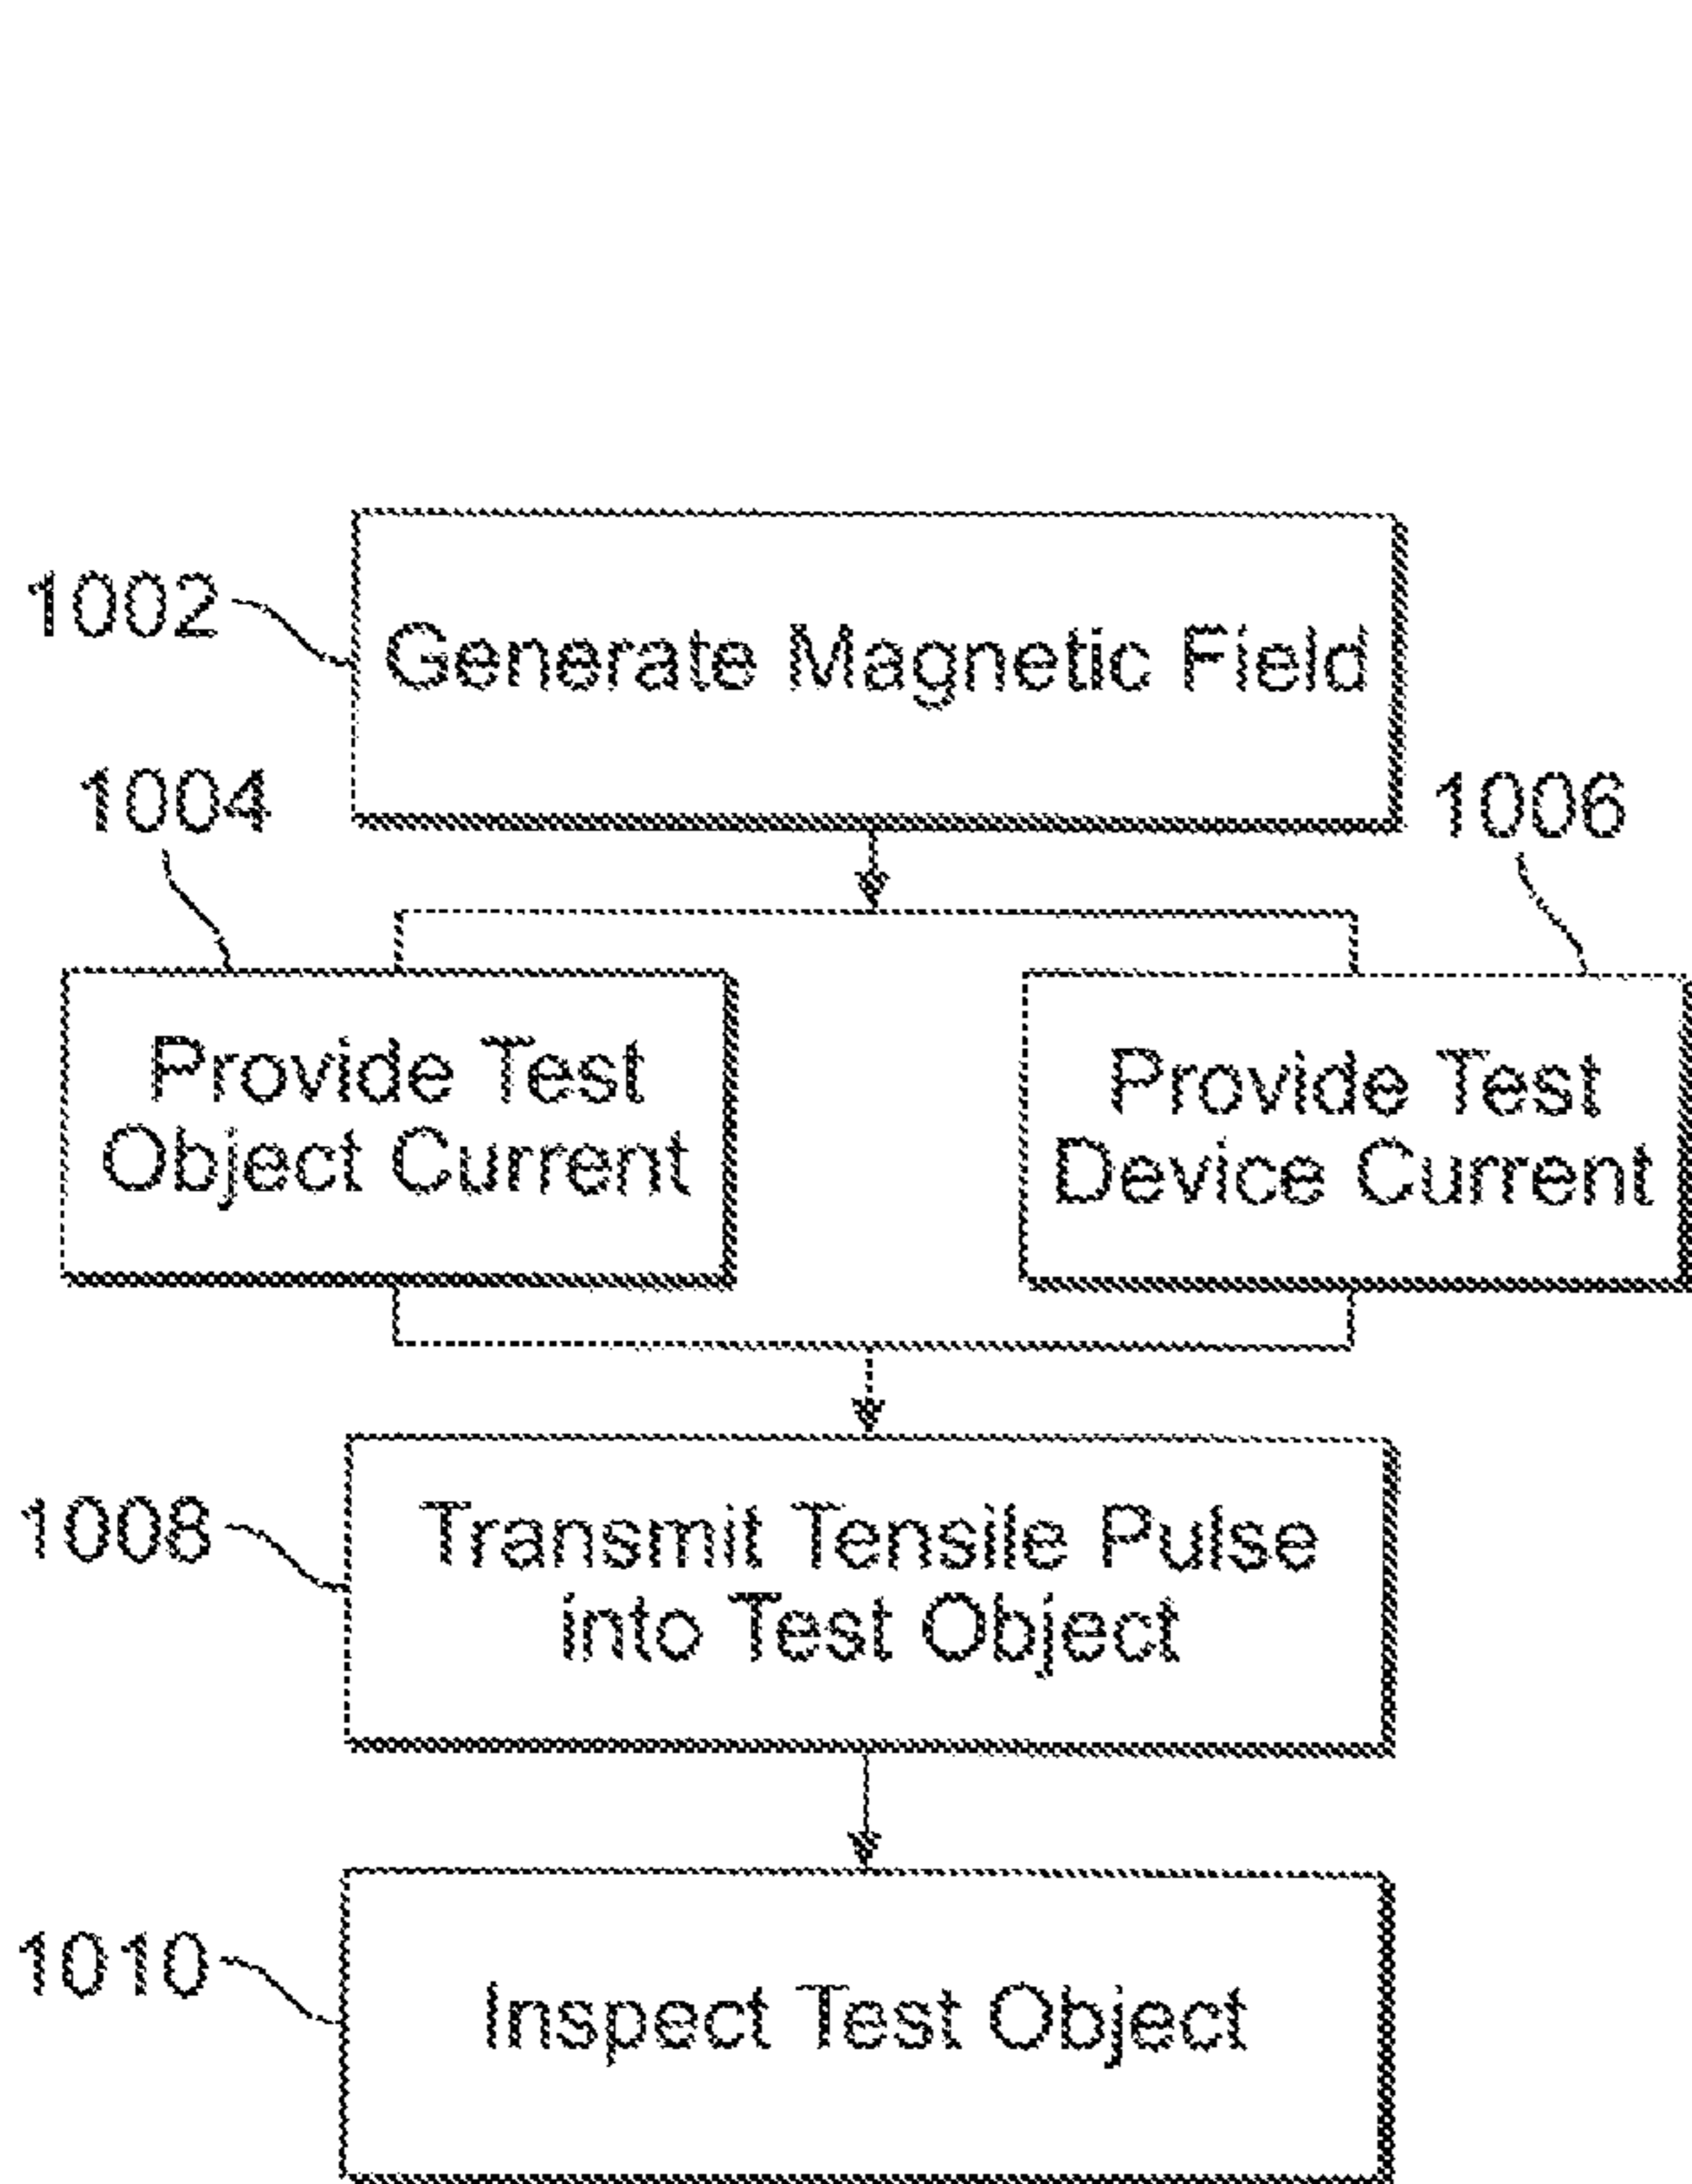 1002
Generate Magnetic Field
1004
1006
Provide Test
Object Current
Provide Test
Device Current
1008
Transmit Tensile Pulse
into Test Object
1010
Inspect Test Object